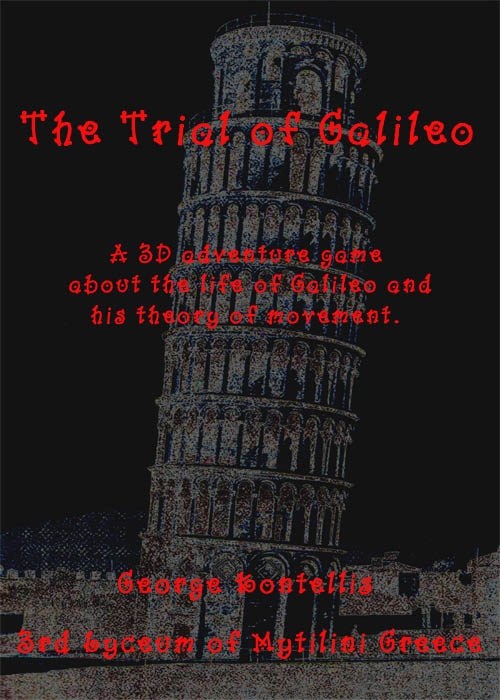 The Trial of Galileo
A 3D adventure game
about the life of Galileo and
his theory of movement.
George Kontellis
3rd Lyceum of Mytilini Greece